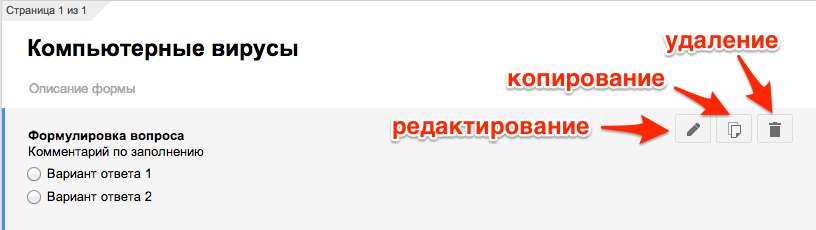 Страница 1 из 1
Компьютерные вирусы
удаление
копирование
Описание формы
редактирование
Формулировка вопроса
Комментарий по заполнению
Вариант ответа 1
Вариант ответа 2